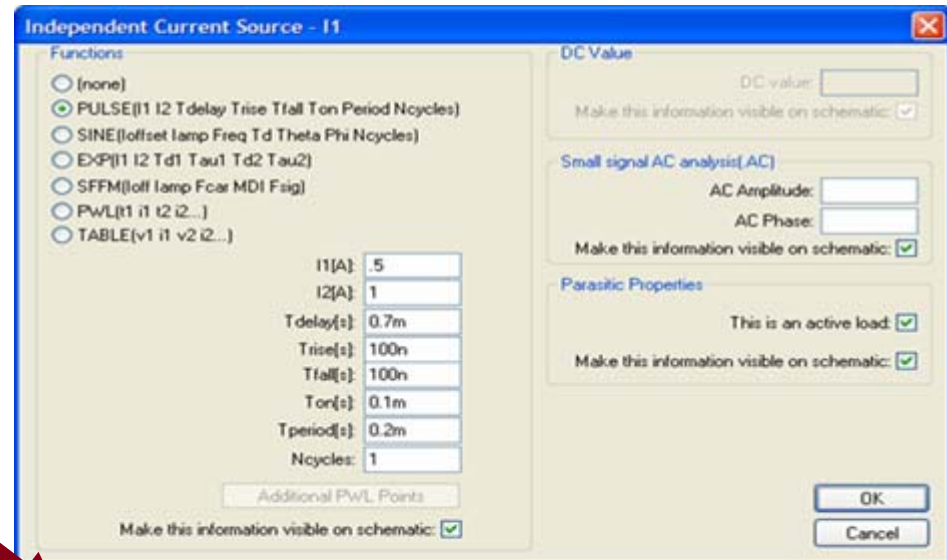 Independent Current Source - I1
Functions
(none)
PULSE(I1 I2 Tdelay Trise Tfall Ton Period Ncycles)
SINE(Ioffset Iamp Freq Td Theta Phi Ncycles)
EXP(I1 I2 Td1 Tau1 Td2 Tau2)
SFFM(Ioff Iamp Fcar MDI Fsig)
PWL(t1 i1 t2 i2...)
TABLE(v1 i1 v2 i2...)
I1[A]: .5
I2[A]: 1
Tdelay[s]: 0.7m
Trise[s]: 100n
Tfall[s]: 100n
Ton[s]: 0.1m
Tperiod[s]: 0.2m
Ncycles: 1
Additional PWL Points
Make this information visible on schematic:
DC Value
DC value:
Make this information visible on schematic:
Small signal AC analysis(.AC)
AC Amplitude:
AC Phase:
Make this information visible on schematic:
Parasitic Properties
This is an active load:
Make this information visible on schematic:
OK
Cancel